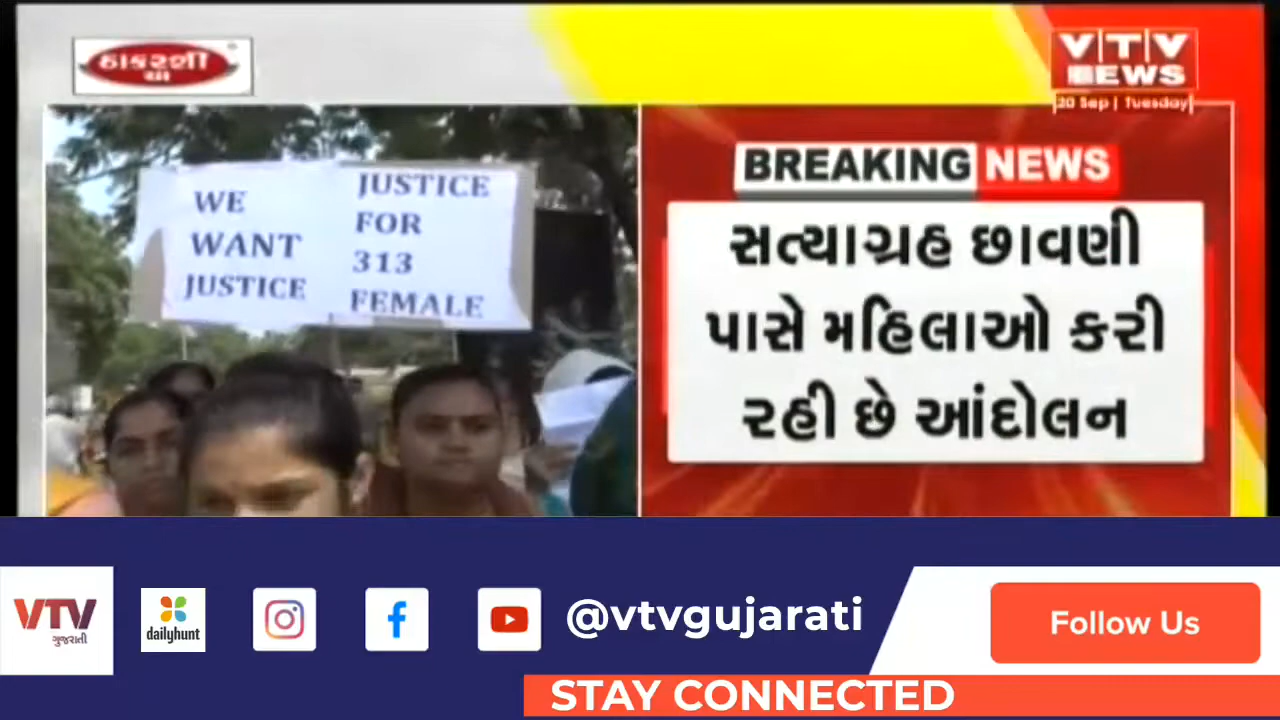 ઠાકરશી
ચા
VTV
NEWS
20 Sep | Tuesday
WE
WANT
JUSTICE
JUSTICE
FOR
313
FEMALE
BREAKING NEWS
સત્યાગ્રહ છાવણી
પાસે મહિલાઓ કરી
રહી છે આંદોલન
VTV
ગુજરાતી
dailyhunt
@vtvgujarati
Follow Us
STAY CONNECTED